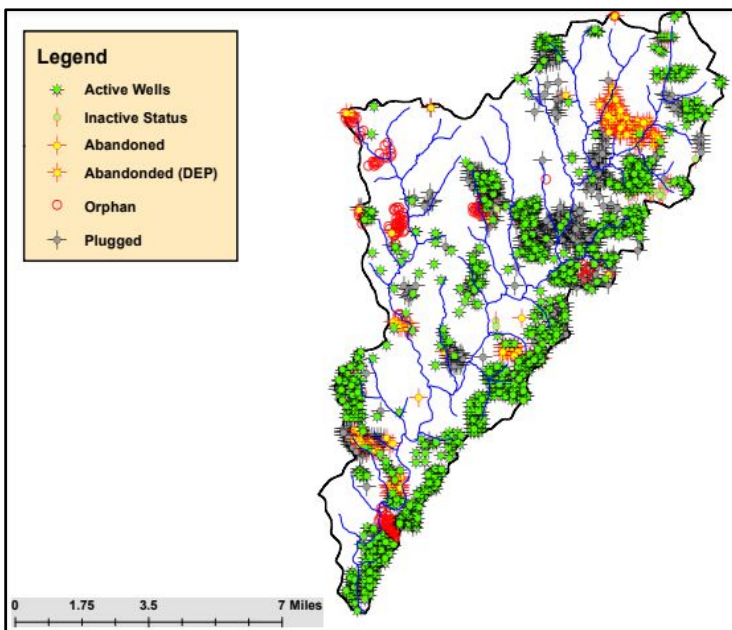 Legend
Active Wells
Inactive Status
Abandoned
Abandonded (DEP)
Orphan
Plugged
0 1.75 3.5 7 Miles